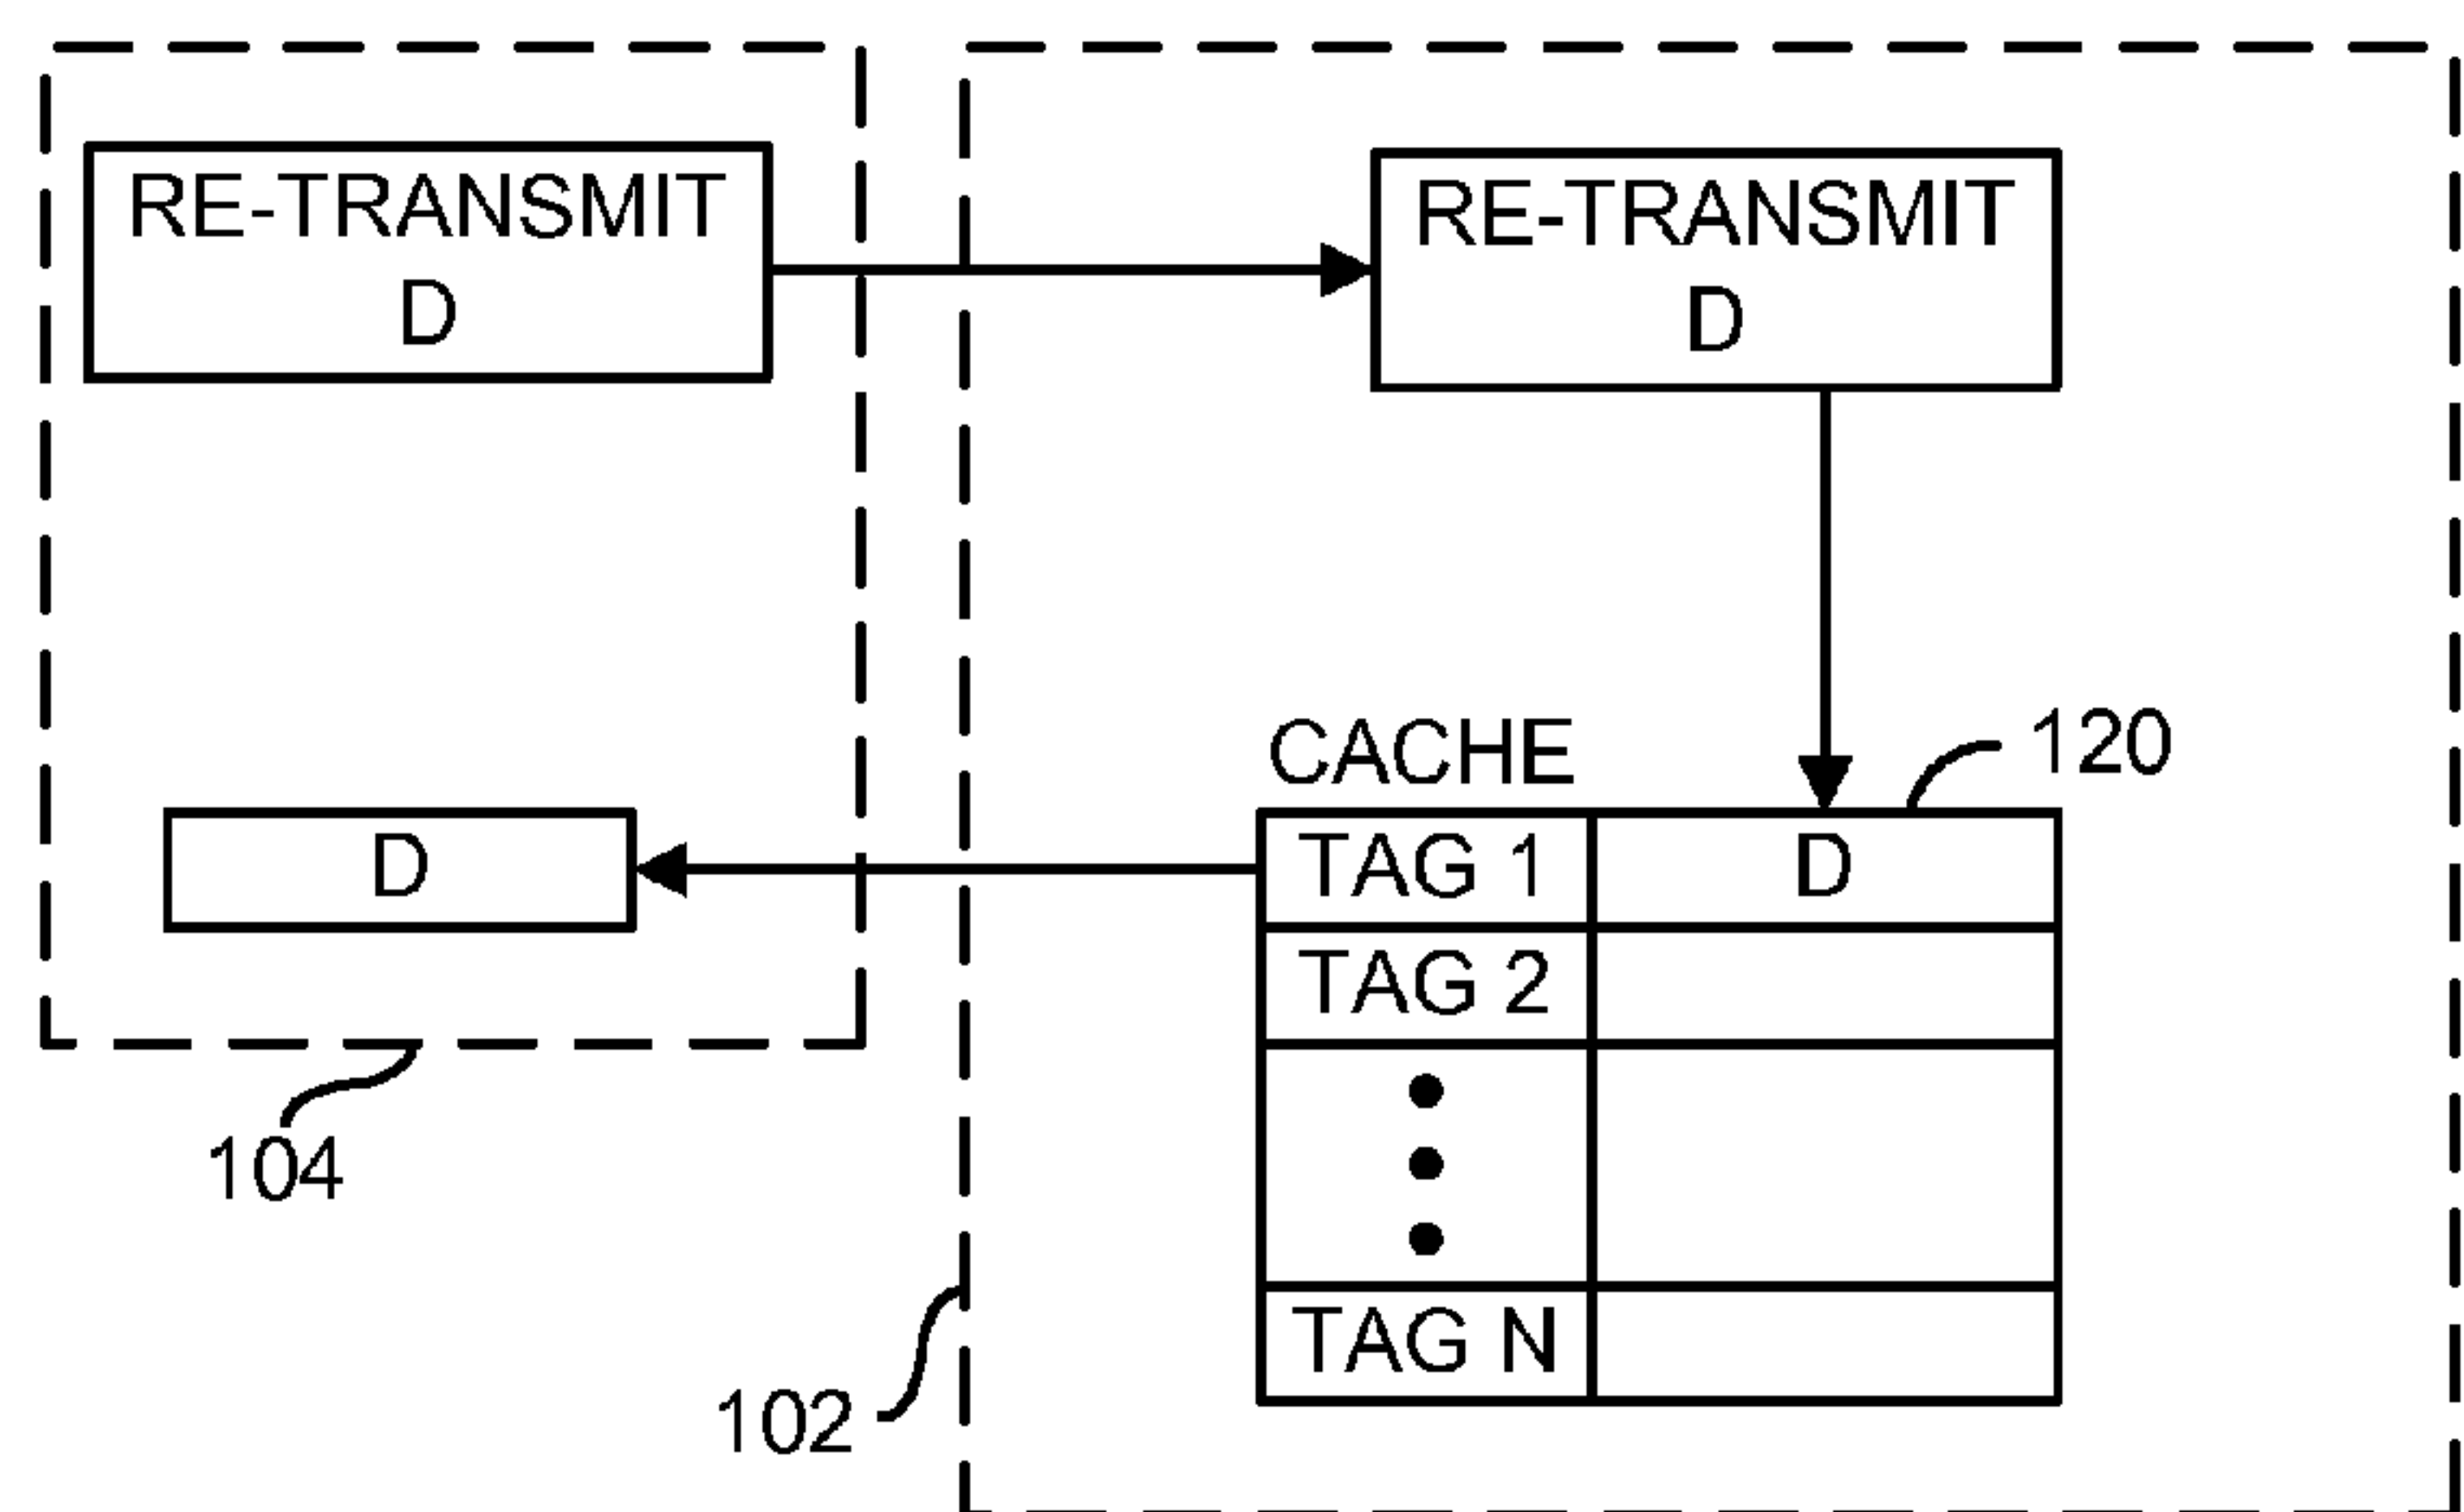 RE-TRANSMIT
D
RE-TRANSMIT
D
CACHE
120
D
TAG 1
D
TAG 2
TAG N
104
102